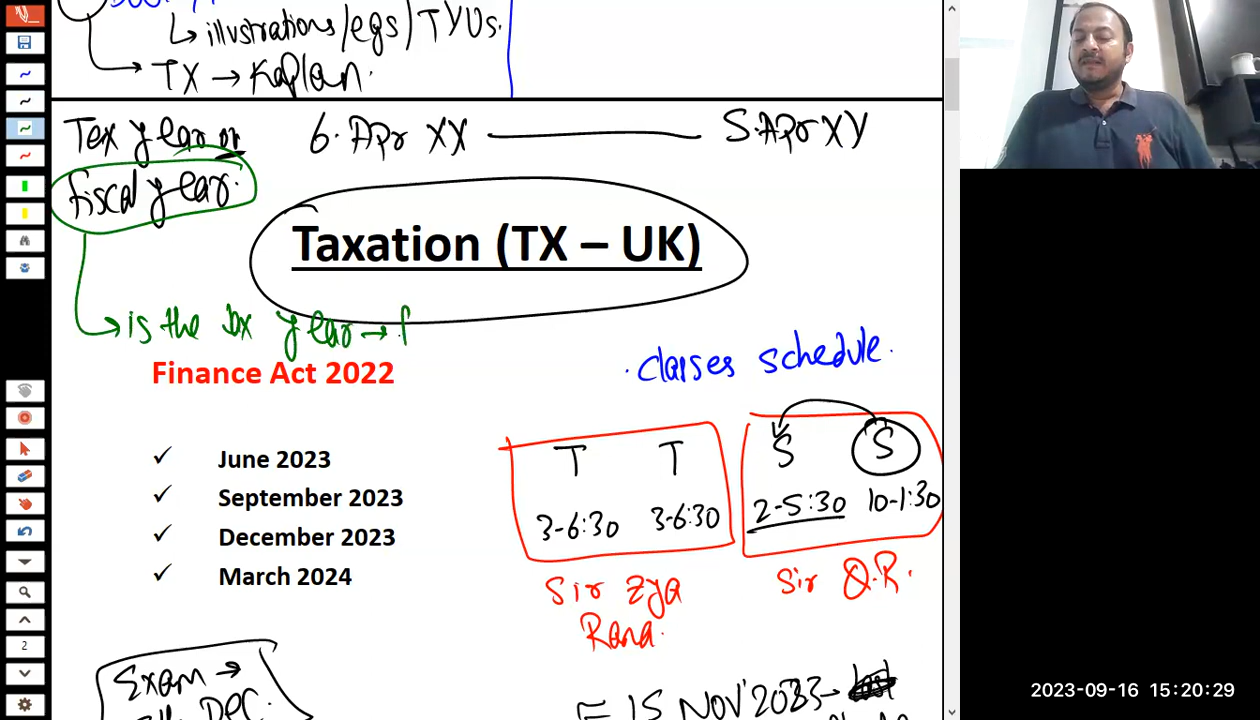 ↳ illustrations/egs/TYUs.
→ TX → Kaplan.
Tax year or 6. Apr XX — 5. Apr XY
fiscal year.
Taxation (TX – UK)
↳ is the tax year →
Finance Act 2022
. classes schedule.
T T S S
3-6:30 3-6:30 2-5:30 10-1:30
✓ June 2023
✓ September 2023
✓ December 2023
✓ March 2024
Sir Zya
Rana.
Sir Q.R.
Exam →
DEC.
= 15 NOV'2023 →
2
2023-09-16 15:20:29